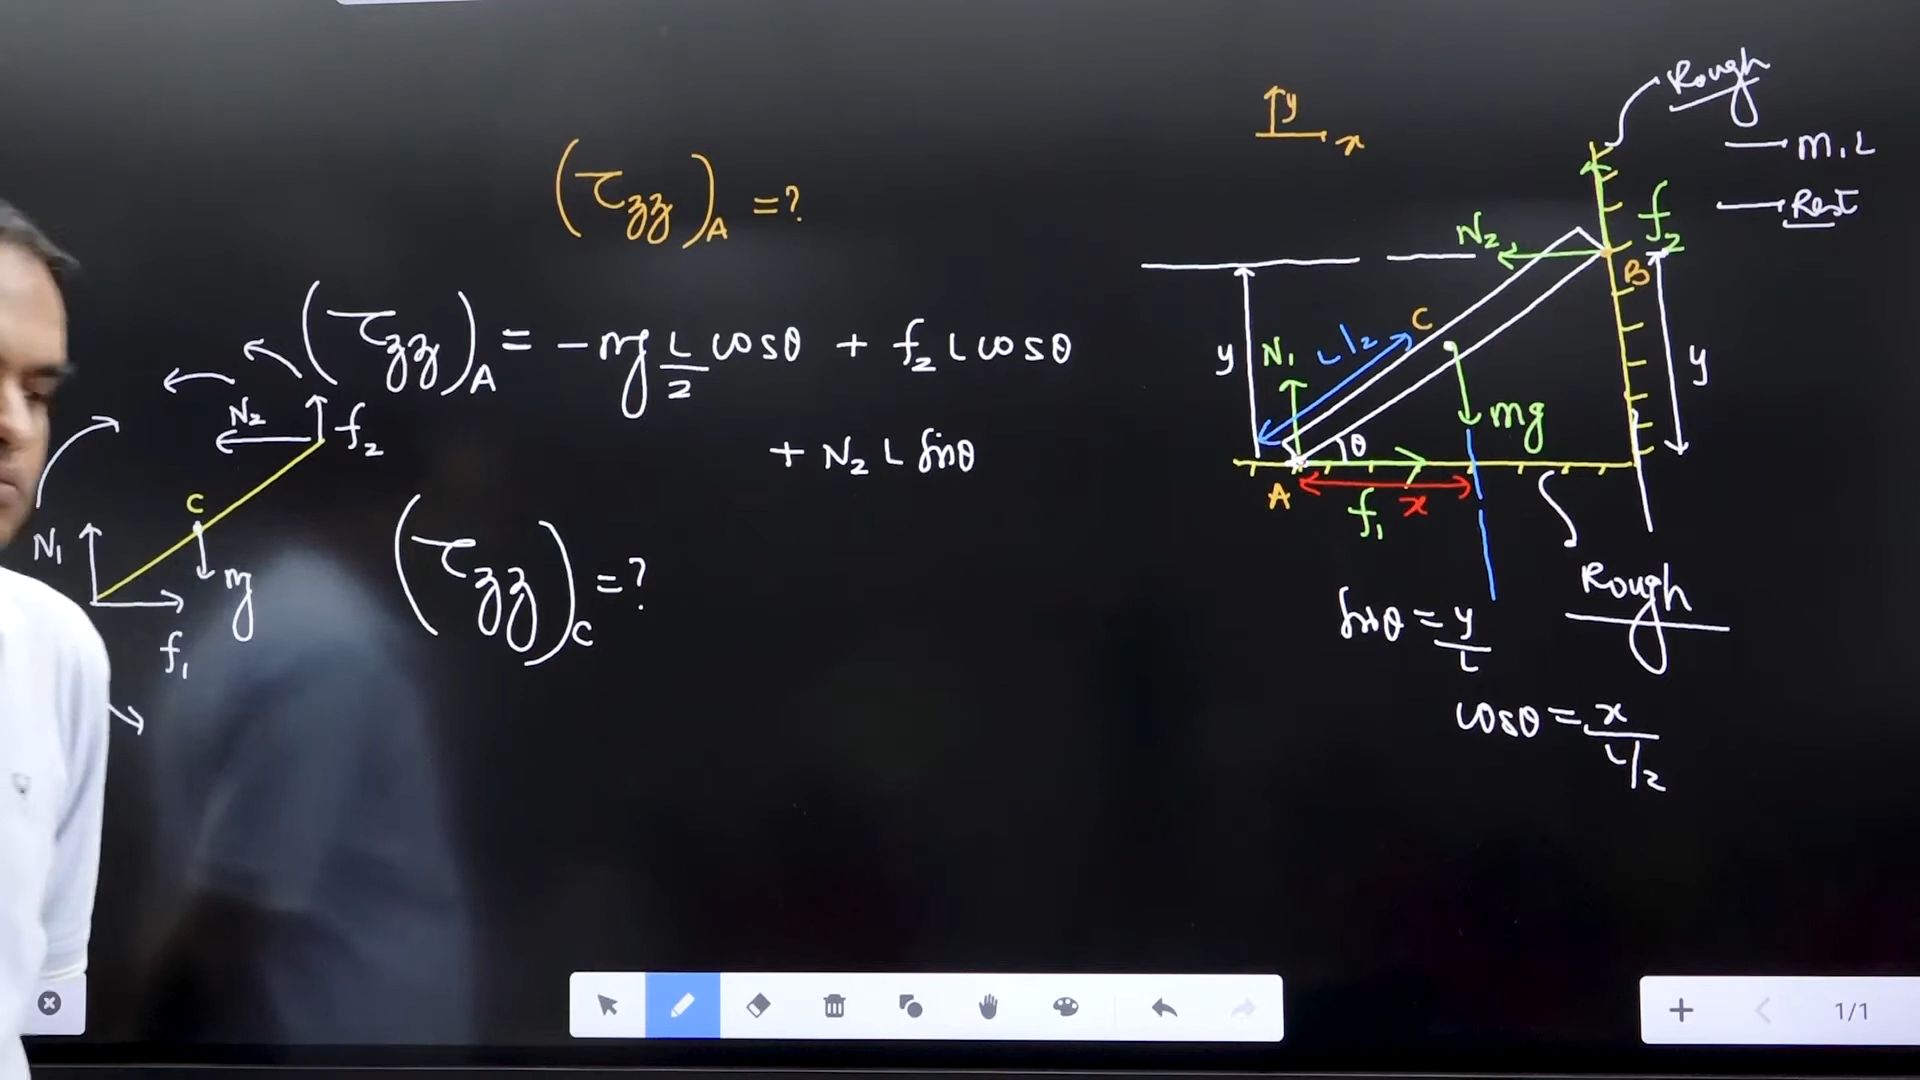 (τzz)A = ?
(τzz)A = - mg L/2 cosθ + f2 L cosθ
+ N2 L sinθ
(τzz)C = ?
N2
f2
C
N1
mg
f1
y
x
Rough
m, L
Rest
N2
f2
B
C
L/2
N1
y
y
mg
θ
A
f1
x
Rough
sinθ = y/L
cosθ = x/L/2
1/1